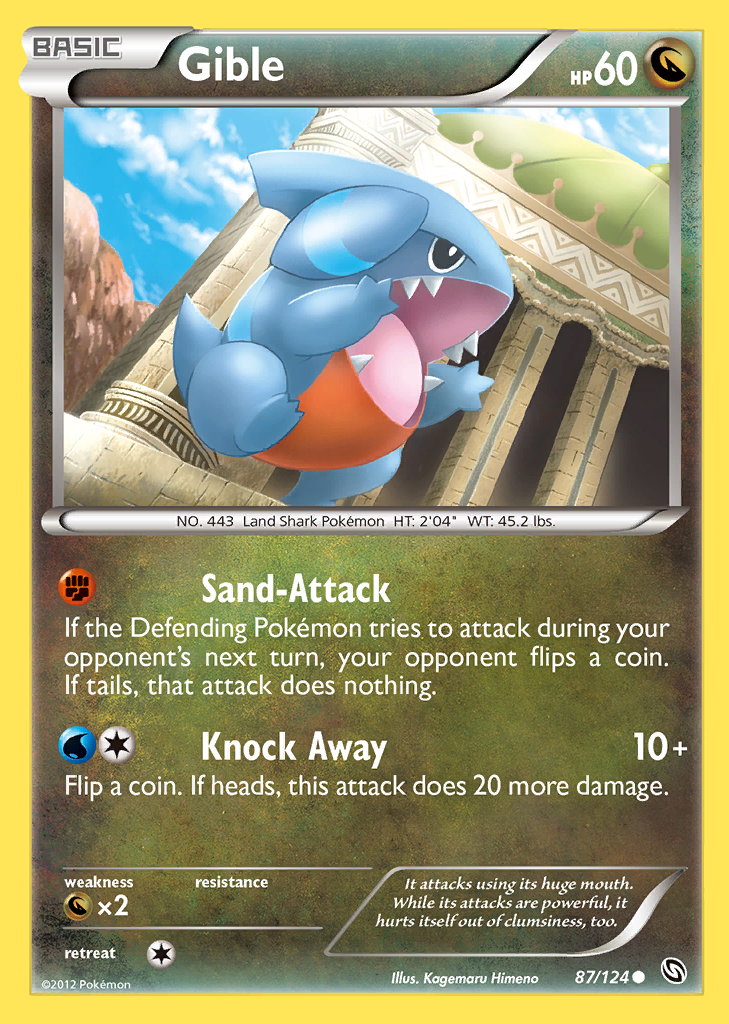 BASIC
Gible
HP60
NO. 443 Land Shark Pokémon HT: 2'04" WT: 45.2 lbs.
Sand-Attack
If the Defending Pokémon tries to attack during your
opponent's next turn, your opponent flips a coin.
If tails, that attack does nothing.
Knock Away 10+
Flip a coin. If heads, this attack does 20 more damage.
weakness resistance
×2
It attacks using its huge mouth.
While its attacks are powerful, it
hurts itself out of clumsiness, too.
retreat
©2012 Pokémon
Illus. Kagemaru Himeno
87/124